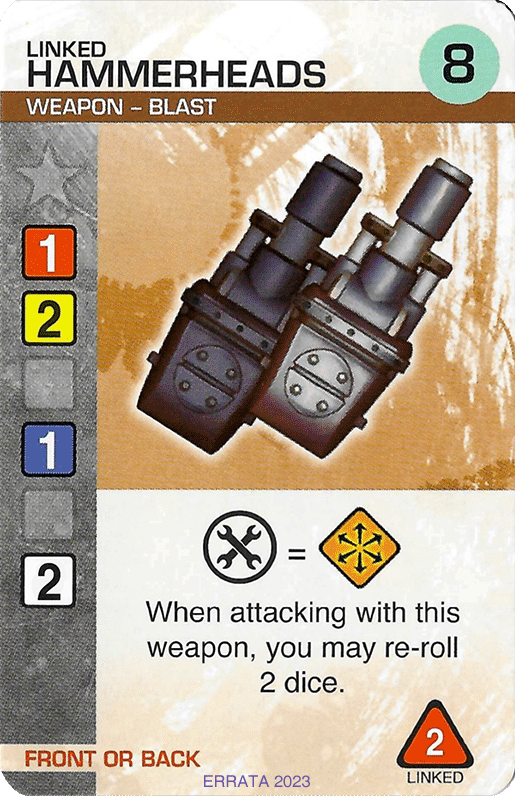 LINKED
HAMMERHEADS
8
WEAPON – BLAST
1
2
1
2
=
When attacking with this
weapon, you may re-roll
2 dice.
2
LINKED
FRONT OR BACK
ERRATA 2023